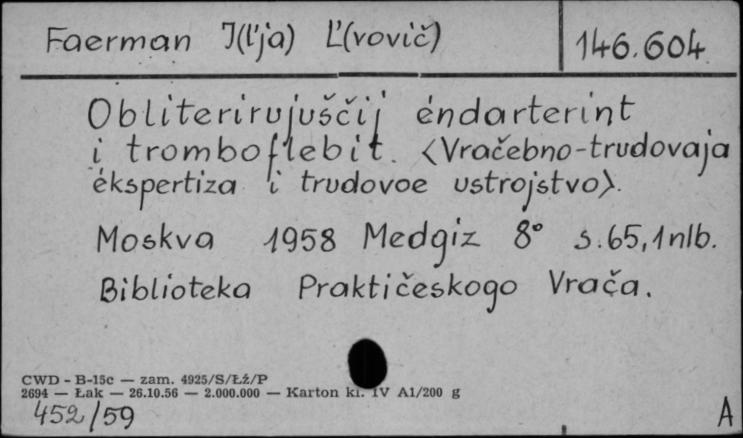 Faerman I(l'ja) L'(vovič)
146.604
Obliterirujuščij éndarterint
i tromboflebit. <Vračebno-trudovaja
ékspertiza i trudovoe ustrojstvo>.
Moskva 1958 Medgiz 8° s.65,1nlb.
Biblioteka Praktičeskogo Vrača.
CWD - B-15c — zam. 4925/S/Łż/P
2694 — Łak — 26.10.56 — 2.000.000 — Karton kl. IV A1/200 g
452/59
A